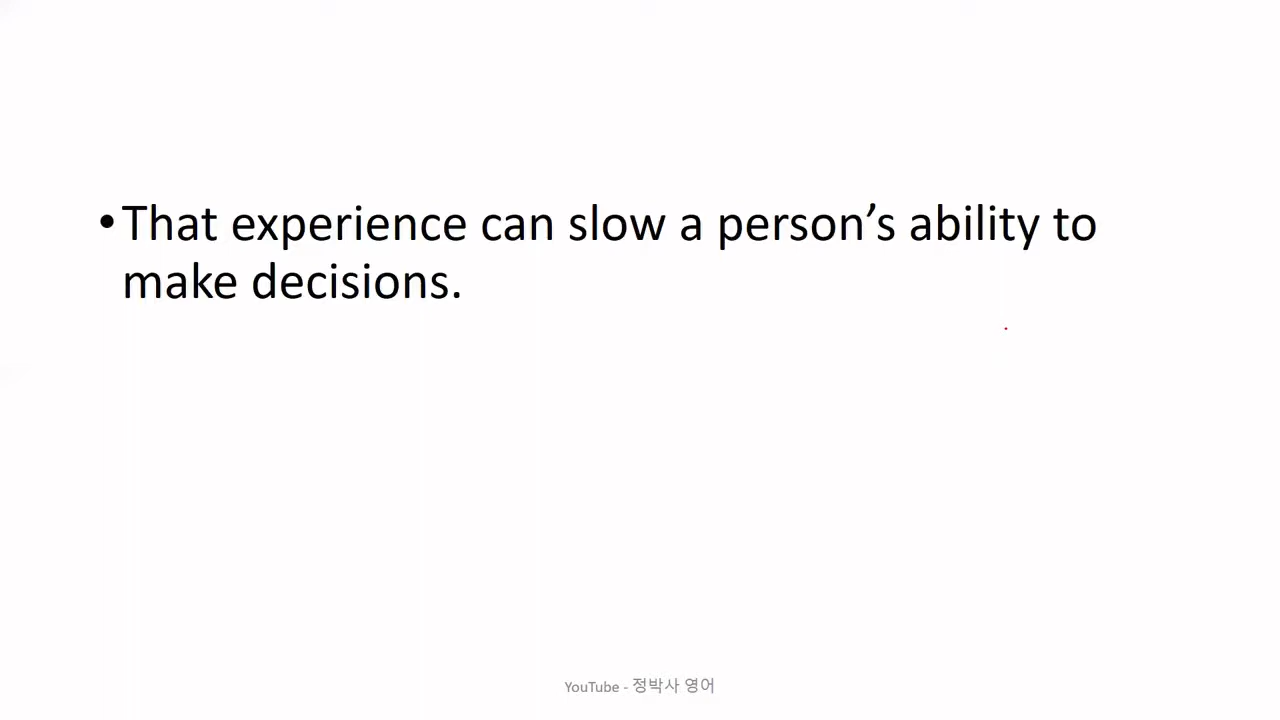 •That experience can slow a person’s ability to
make decisions.
YouTube - 정박사 영어